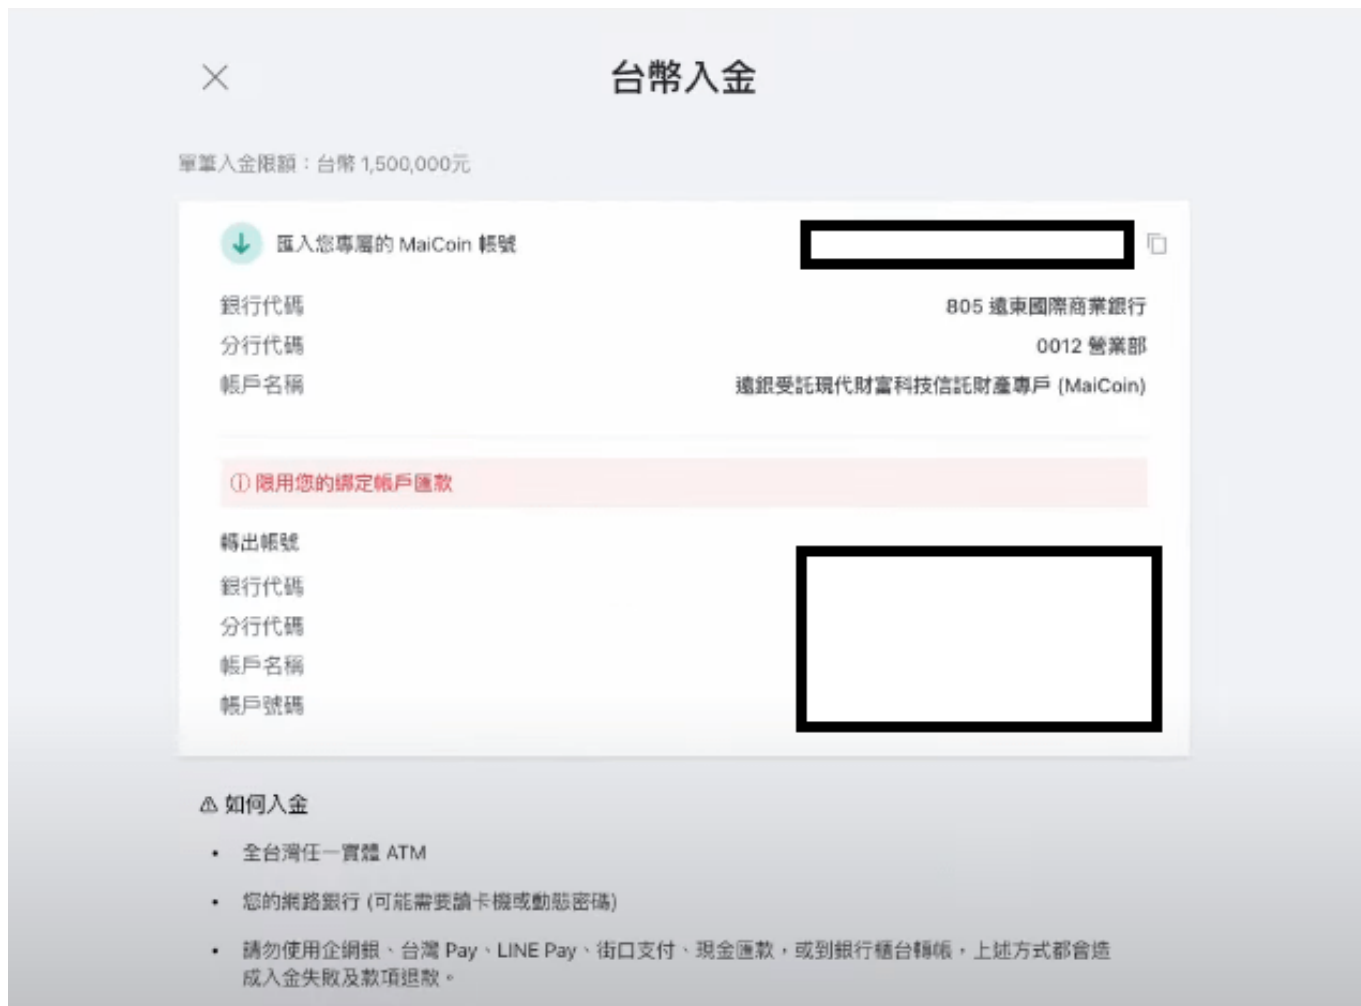 台幣入金
單筆入金限額：台幣 1,500,000元
匯入您專屬的 MaiCoin 帳號
銀行代碼 805 遠東國際商業銀行
分行代碼 0012 營業部
帳戶名稱 遠銀受託現代財富科技信託財產專戶 (MaiCoin)
限用您的綁定帳戶匯款
轉出帳號
銀行代碼
分行代碼
帳戶名稱
帳戶號碼
如何入金
• 全台灣任一實體 ATM
• 您的網路銀行 (可能需要讀卡機或動態密碼)
• 請勿使用企網銀、台灣 Pay、LINE Pay、街口支付、現金匯款，或到銀行櫃台轉帳，上述方式都會造
成入金失敗及款項退款。